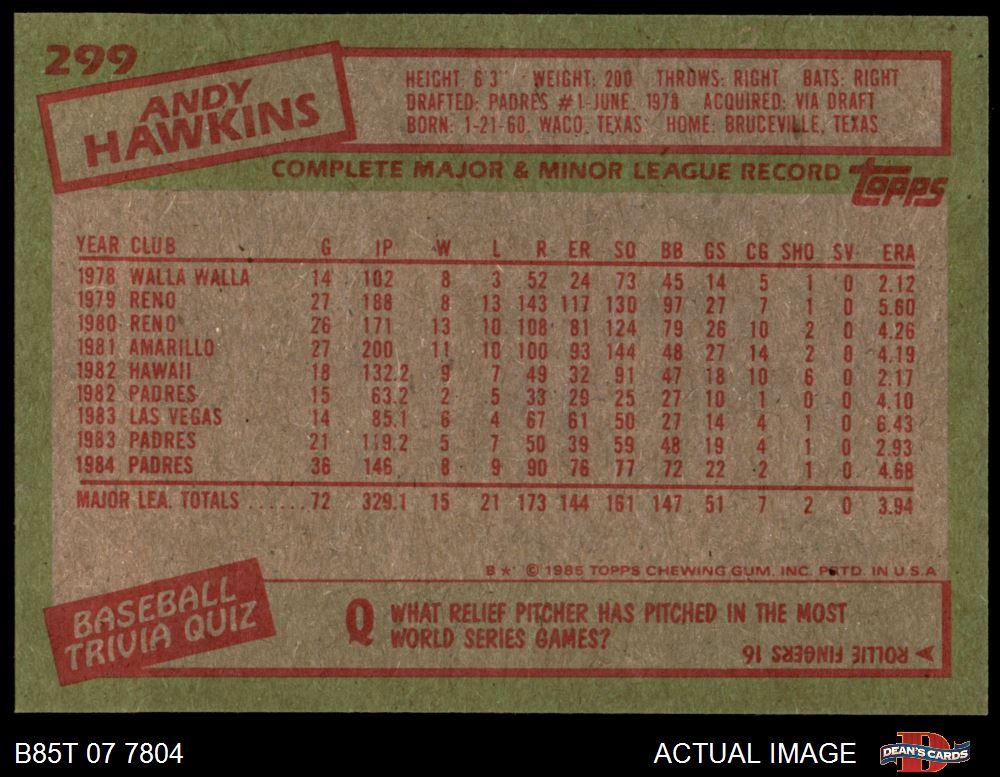 299
ANDY
HAWKINS
HEIGHT: 6'3" WEIGHT: 200 THROWS: RIGHT BATS: RIGHT
DRAFTED: PADRES #1-JUNE, 1978 ACQUIRED: VIA DRAFT
BORN: 1-21-60, WACO, TEXAS HOME: BRUCEVILLE, TEXAS
COMPLETE MAJOR & MINOR LEAGUE RECORD topps
YEAR CLUB G IP W L R ER SO BB GS CG SHO SV ERA
1978 WALLA WALLA 14 102 8 3 52 24 73 45 14 5 1 0 2.12
1979 RENO 27 188 8 13 143 117 130 97 27 7 1 0 5.60
1980 RENO 26 171 13 10 108 81 124 79 26 10 2 0 4.26
1981 AMARILLO 27 200 11 10 100 93 144 48 27 14 2 0 4.19
1982 HAWAII 18 132.2 9 7 49 32 91 47 18 10 6 0 2.17
1982 PADRES 15 63.2 2 5 33 29 25 27 10 1 0 0 4.10
1983 LAS VEGAS 14 85.1 6 4 67 61 50 27 14 4 1 0 6.43
1983 PADRES 21 119.2 5 7 50 39 59 48 19 4 1 0 2.93
1984 PADRES 36 146 8 9 90 76 77 72 22 2 1 0 4.68
MAJOR LEA. TOTALS ...... 72 329.1 15 21 173 144 161 147 51 7 2 0 3.94
B* © 1985 TOPPS CHEWING GUM, INC. PRTD. IN U.S.A
BASEBALL
TRIVIA QUIZ
Q WHAT RELIEF PITCHER HAS PITCHED IN THE MOST
WORLD SERIES GAMES?
ROLLIE FINGERS 16
B85T 07 7804 ACTUAL IMAGE DEAN'S CARDS